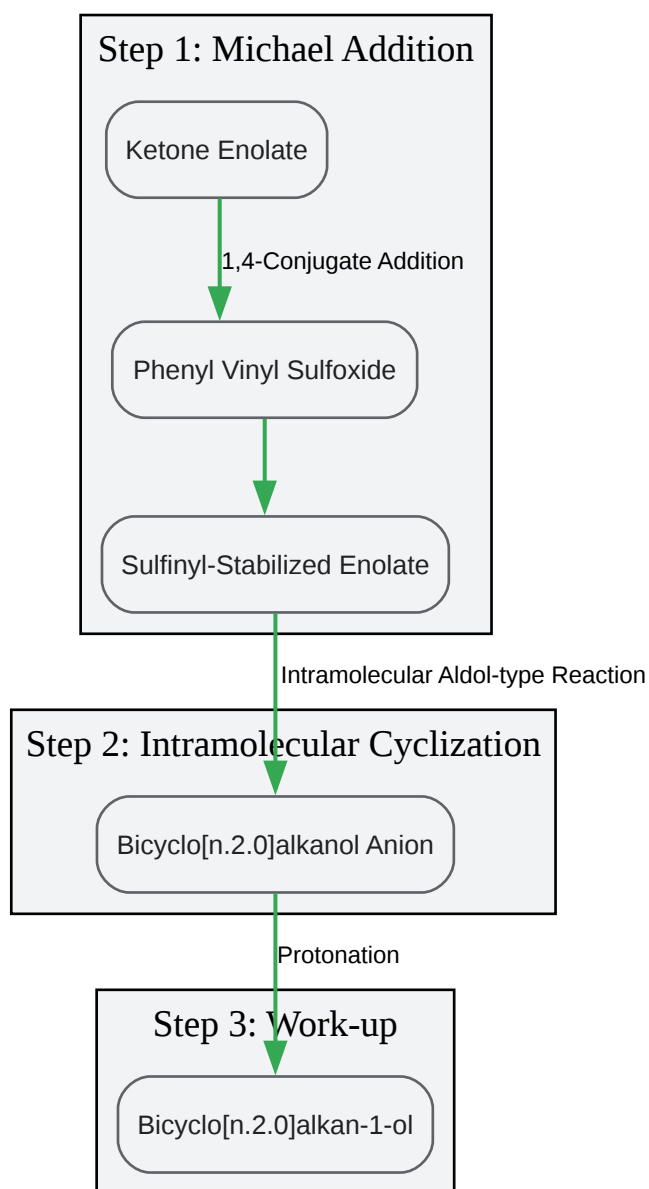 Step 1: Michael Addition
Ketone Enolate
1,4-Conjugate Addition
Phenyl Vinyl Sulfoxide
Sulfinyl-Stabilized Enolate
Intramolecular Aldol-type Reaction
Step 2: Intramolecular Cyclization
Bicyclo[n.2.0]alkanol Anion
Protonation
Step 3: Work-up
Bicyclo[n.2.0]alkan-1-ol